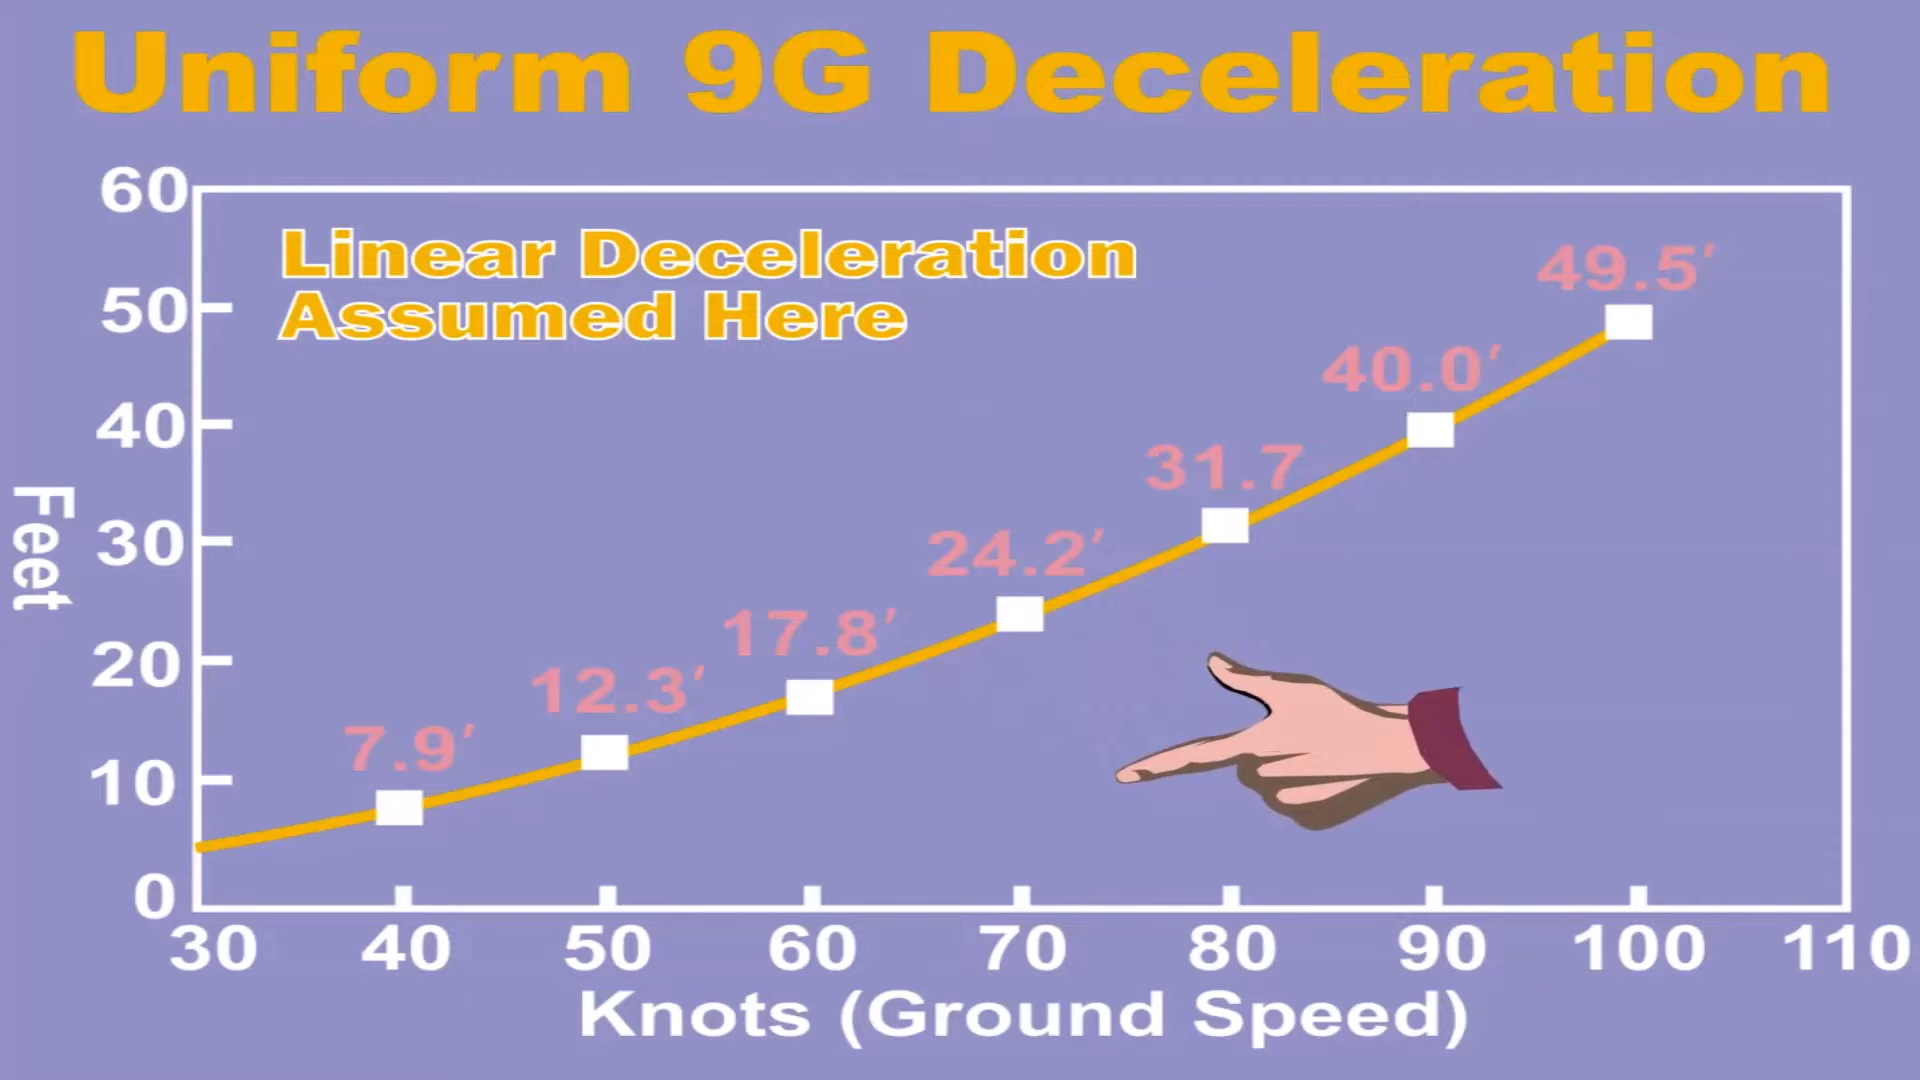 Uniform 9G Deceleration
60
Linear Deceleration
Assumed Here
49.5′
50
40.0′
40
31.7
30
24.2′
Feet
20
17.8′
12.3′
10
7.9′
0
30 40 50 60 70 80 90 100 110
Knots (Ground Speed)